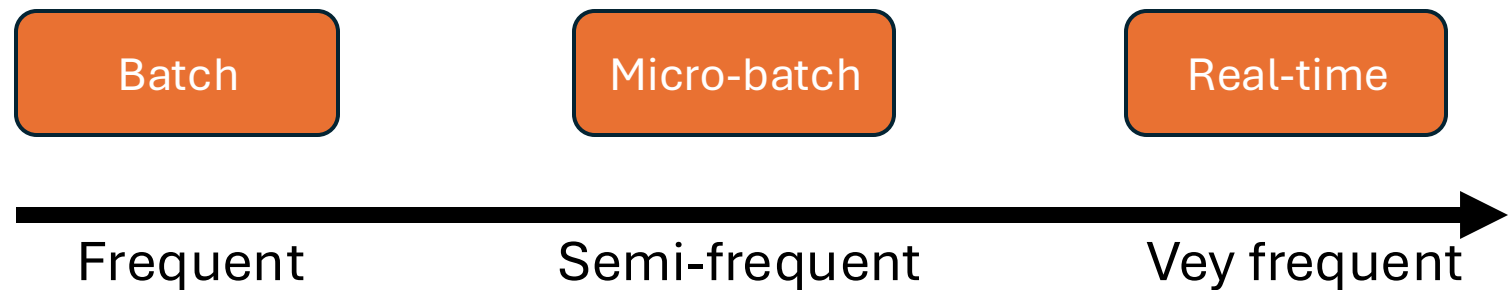 Batch
Micro-batch
Real-time
Frequent
Semi-frequent
Vey frequent